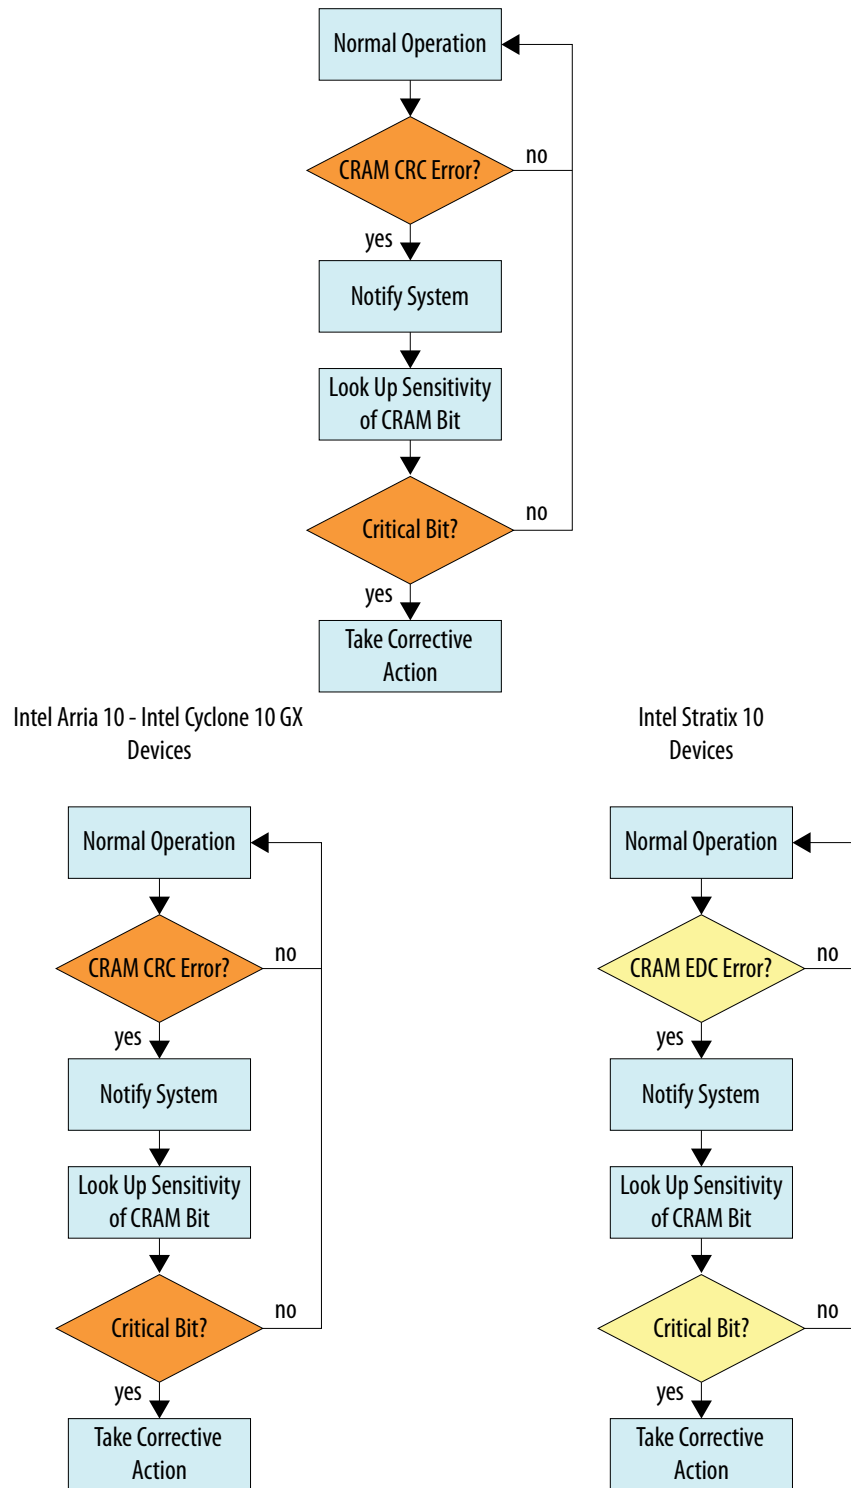 Normal Operation
CRAM CRC Error?
no
yes
Notify System
Look Up Sensitivity
of CRAM Bit
Critical Bit?
no
yes
Take Corrective
Action
Intel Arria 10 - Intel Cyclone 10 GX
Devices
Normal Operation
CRAM CRC Error?
no
yes
Notify System
Look Up Sensitivity
of CRAM Bit
Critical Bit?
no
yes
Take Corrective
Action
Intel Stratix 10
Devices
Normal Operation
CRAM EDC Error?
no
yes
Notify System
Look Up Sensitivity
of CRAM Bit
Critical Bit?
no
yes
Take Corrective
Action